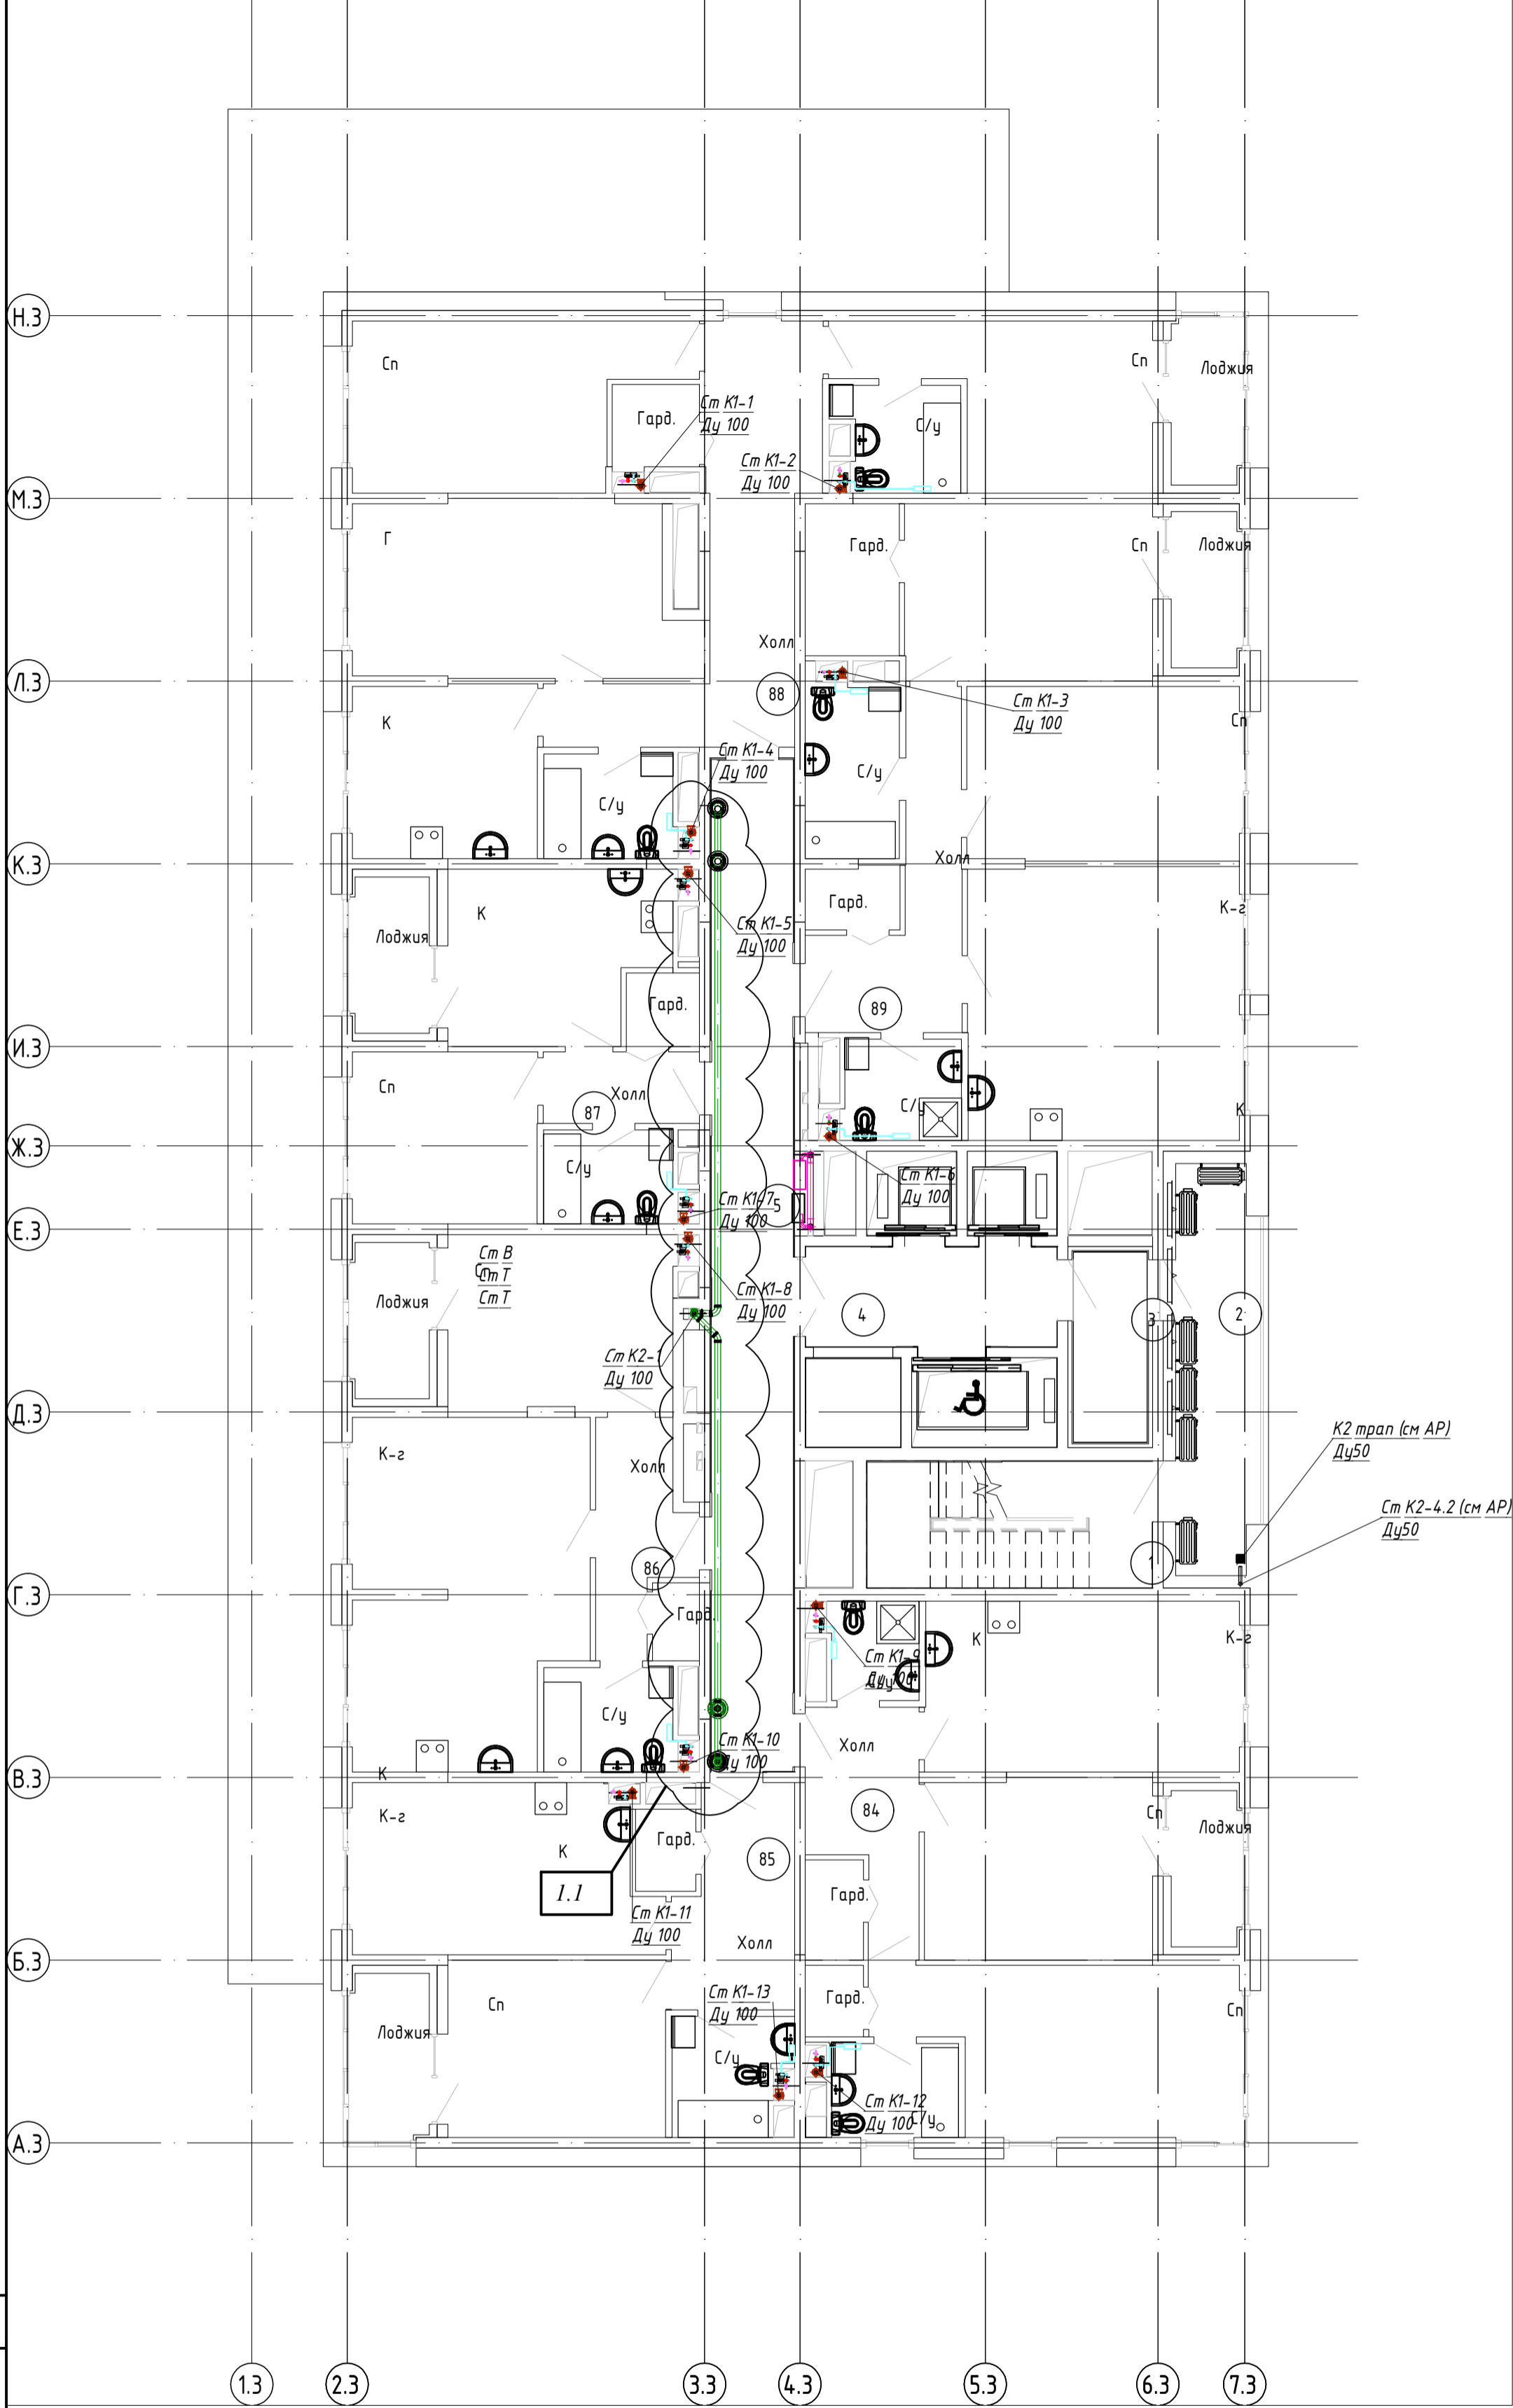 Н.3
Сп
Сп
Лоджия
Гард.
Ст К1-1
Ду 100
С/у
Ст К1-2
Ду 100
М.3
Г
Гард.
Сп
Лоджия
Холл
Л.3
88
Ст К1-3
Ду 100
Сп
К
Ст К1-4
Ду 100
С/у
С/у
К.3
Холл
К
Гард.
К-г
Лоджия
Ст К1-5
Ду 100
Гард.
89
И.3
Сп
Холл
87
С/у
К
Ж.3
С/у
Ст К1-6
Ду 100
Ст К1-7
Ду 100
5
Е.3
Ст В
Сп
Ст Т
Ст Т
Лоджия
Ст К1-8
Ду 100
4
3
2
Ст К2-1
Ду 100
Д.3
К-г
Холл
К2 трап (см АР)
Ду50
Ст К2-4.2 (см АР)
Ду50
86
1
Г.3
Гард.
К
К-г
Ст К1-9
Ду 100
С/у
С/у
Ст К1-10
Ду 100
Холл
В.3
К
К-г
84
Сп
Лоджия
Гард.
К
85
1.1
Гард.
Ст К1-11
Ду 100
Холл
Б.3
Сп
Ст К1-13
Ду 100
Гард.
Сп
Лоджия
С/у
Ст К1-12
Ду 100
С/у
А.3
1.3
2.3
3.3
4.3
5.3
6.3
7.3